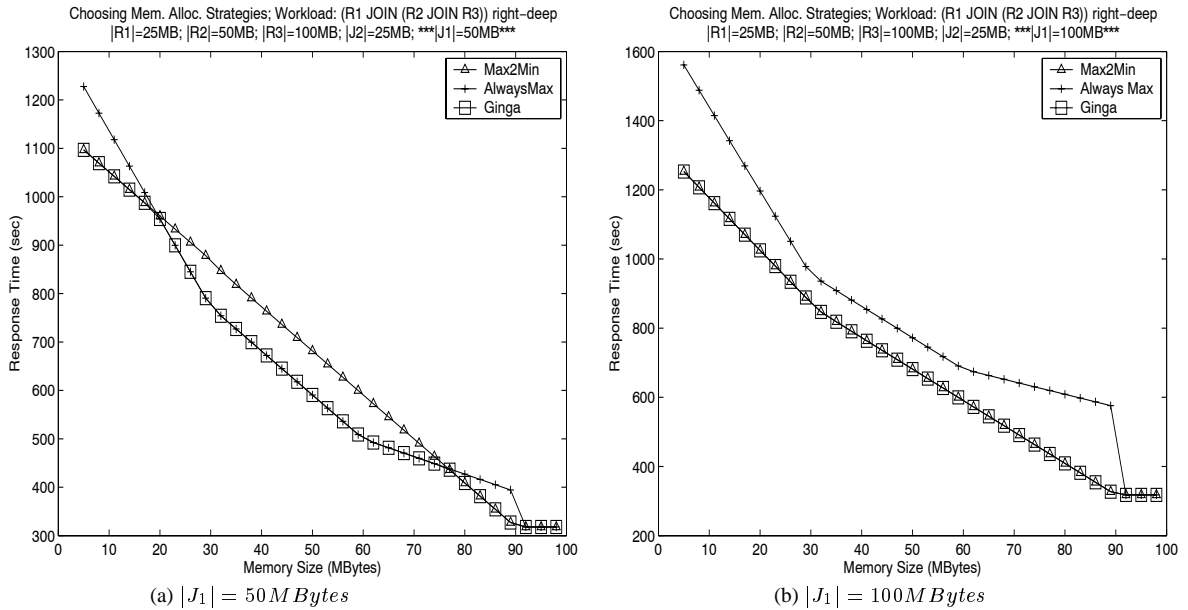 Choosing Mem. Alloc. Strategies; Workload: (R1 JOIN (R2 JOIN R3)) right-deep
|R1|=25MB; |R2|=50MB; |R3|=100MB; |J2|=25MB; ***|J1|=50MB***
1300
1200
1100
1000
900
800
700
600
500
400
300
Response Time (sec)
Max2Min
AlwaysMax
Ginga
0 10 20 30 40 50 60 70 80 90 100
Memory Size (MBytes)
(a) |J1| = 50MBytes
Choosing Mem. Alloc. Strategies; Workload: (R1 JOIN (R2 JOIN R3)) right-deep
|R1|=25MB; |R2|=50MB; |R3|=100MB; |J2|=25MB; ***|J1|=100MB***
1600
1400
1200
1000
800
600
400
200
Response Time (sec)
Max2Min
Always Max
Ginga
0 10 20 30 40 50 60 70 80 90 100
Memory Size (MBytes)
(b) |J1| = 100MBytes